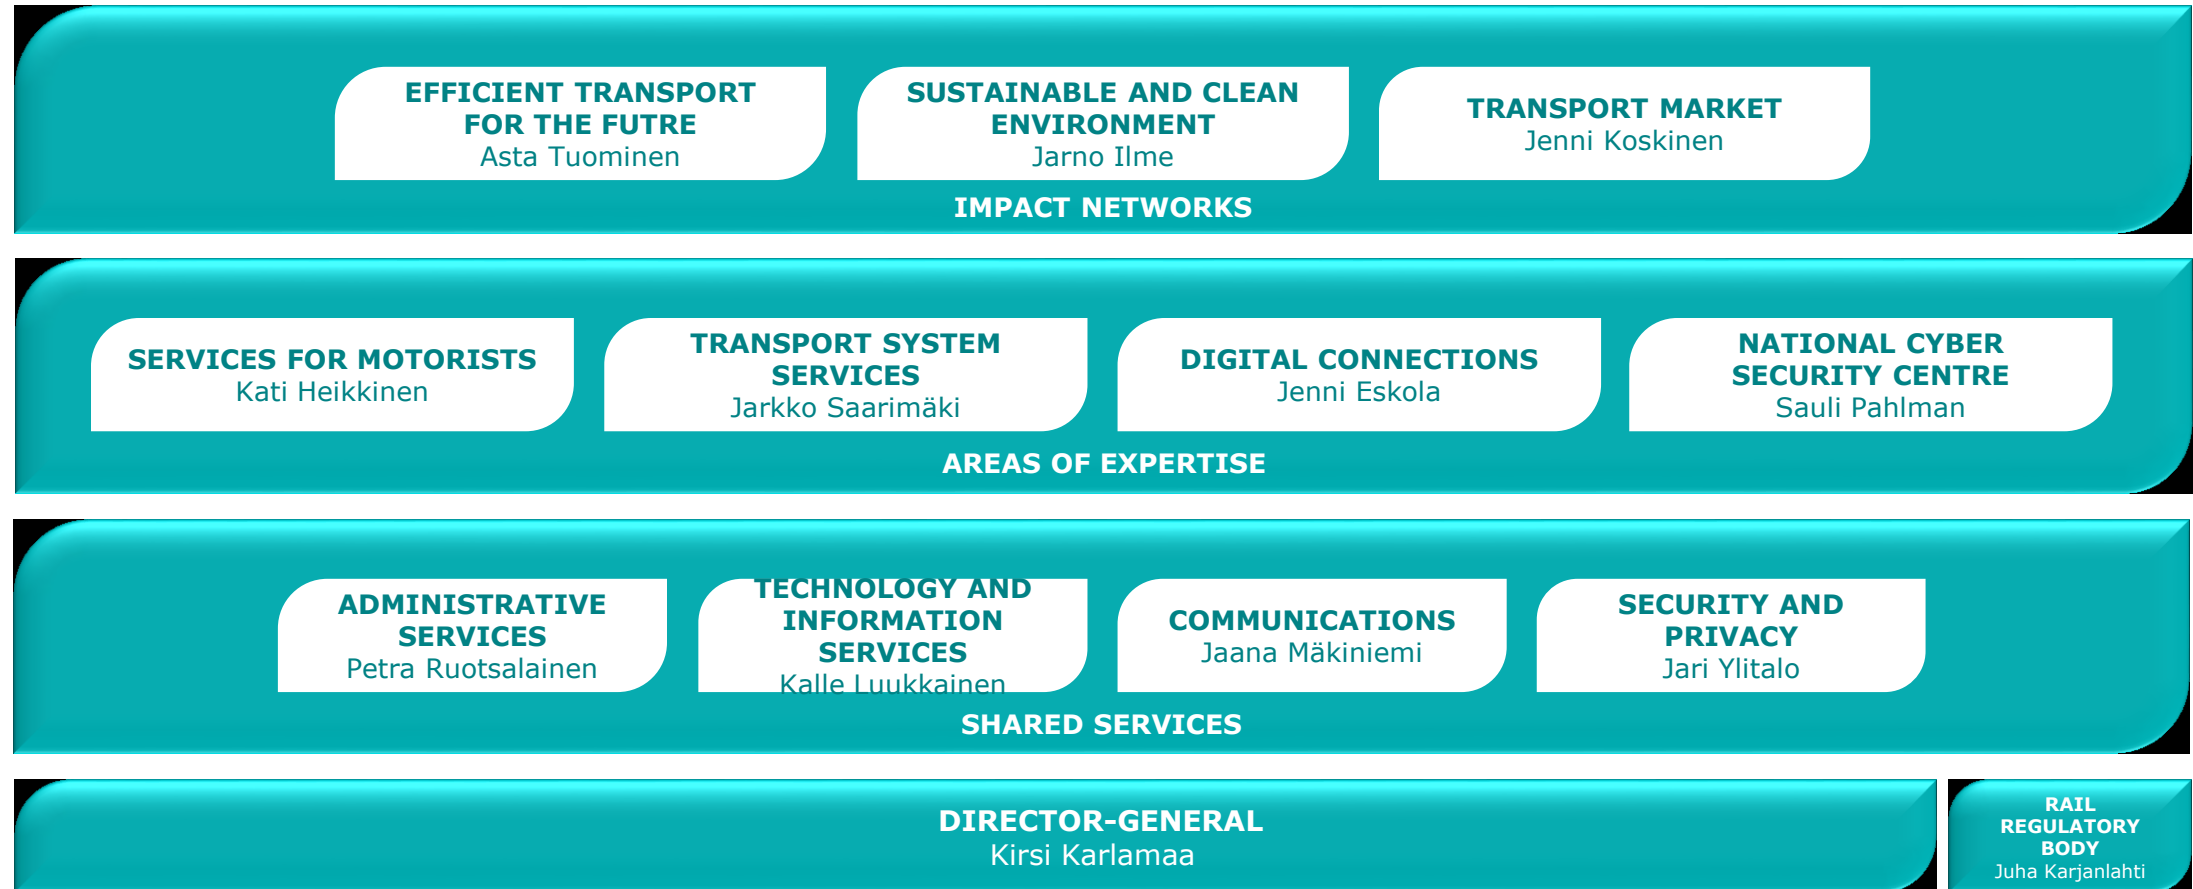 EFFICIENT TRANSPORT
FOR THE FUTRE
Asta Tuominen
SUSTAINABLE AND CLEAN
ENVIRONMENT
Jarno Ilme
TRANSPORT MARKET
Jenni Koskinen
IMPACT NETWORKS
SERVICES FOR MOTORISTS
Kati Heikkinen
TRANSPORT SYSTEM
SERVICES
Jarkko Saarimäki
DIGITAL CONNECTIONS
Jenni Eskola
NATIONAL CYBER
SECURITY CENTRE
Sauli Pahlman
AREAS OF EXPERTISE
ADMINISTRATIVE
SERVICES
Petra Ruotsalainen
TECHNOLOGY AND
INFORMATION
SERVICES
Kalle Luukkainen
COMMUNICATIONS
Jaana Mäkiniemi
SECURITY AND
PRIVACY
Jari Ylitalo
SHARED SERVICES
DIRECTOR-GENERAL
Kirsi Karlamaa
RAIL
REGULATORY
BODY
Juha Karjanlahti